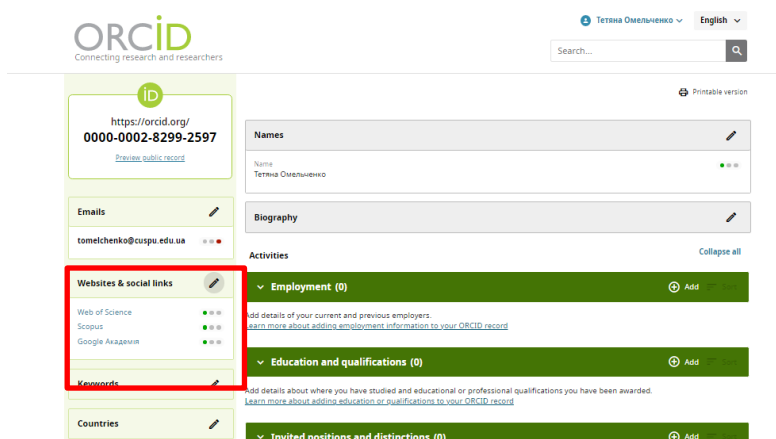 ORCiD
Connecting research and researchers
Тетяна Омельченко
English
Search...
Printable version
iD
https://orcid.org/
0000-0002-8299-2597
Preview public record
Names
Name
Тетяна Омельченко
Emails
tomelchenko@cuspu.edu.ua
Biography
Activities
Collapse all
Websites & social links
Web of Science
Scopus
Google Академія
Employment (0)
Add
Sort
Add details of your current and previous employers.
Learn more about adding employment information to your ORCID record
Education and qualifications (0)
Add
Sort
Keywords
Add details about where you have studied and educational or professional qualifications you have been awarded.
Learn more about adding education or qualifications to your ORCID record
Countries
Invited positions and distinctions (0)
Add
Sort